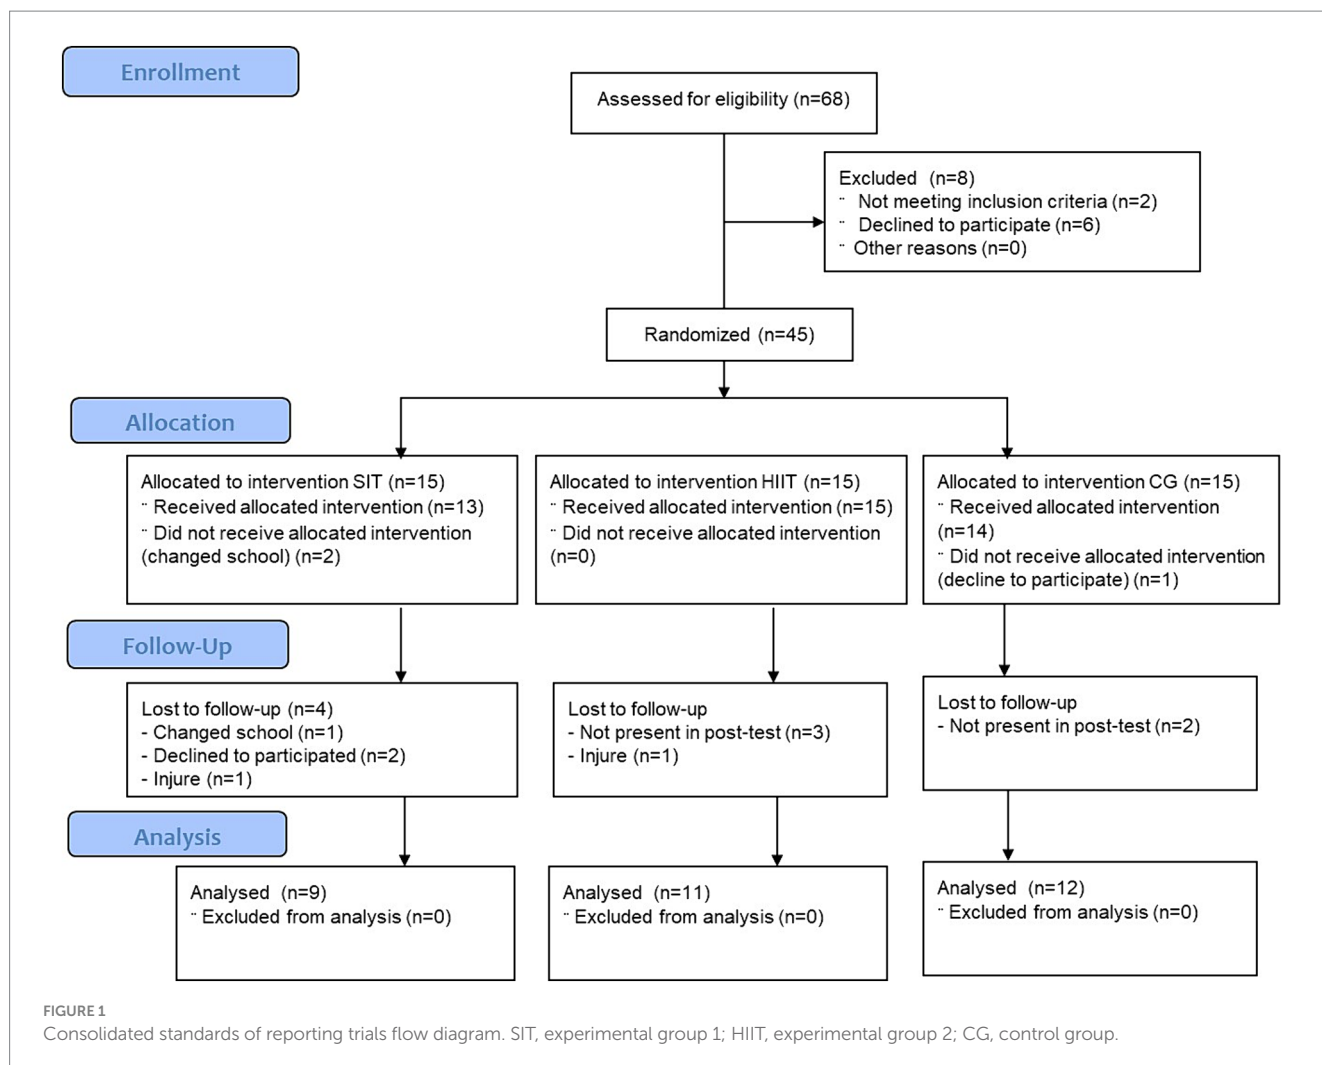 Enrollment
Assessed for eligibility (n=68)
Excluded (n=8)
¨ Not meeting inclusion criteria (n=2)
¨ Declined to participate (n=6)
¨ Other reasons (n=0)
Randomized (n=45)
Allocation
Allocated to intervention SIT (n=15)
¨ Received allocated intervention (n=13)
¨ Did not receive allocated intervention
(changed school) (n=2)
Allocated to intervention HIIT (n=15)
¨ Received allocated intervention (n=15)
¨ Did not receive allocated intervention
(n=0)
Allocated to intervention CG (n=15)
¨ Received allocated intervention
(n=14)
¨ Did not receive allocated intervention
(decline to participate) (n=1)
Follow-Up
Lost to follow-up (n=4)
- Changed school (n=1)
- Declined to participated (n=2)
- Injure (n=1)
Lost to follow-up
- Not present in post-test (n=3)
- Injure (n=1)
Lost to follow-up
- Not present in post-test (n=2)
Analysis
Analysed (n=9)
¨ Excluded from analysis (n=0)
Analysed (n=11)
¨ Excluded from analysis (n=0)
Analysed (n=12)
¨ Excluded from analysis (n=0)
FIGURE 1
Consolidated standards of reporting trials flow diagram. SIT, experimental group 1; HIIT, experimental group 2; CG, control group.